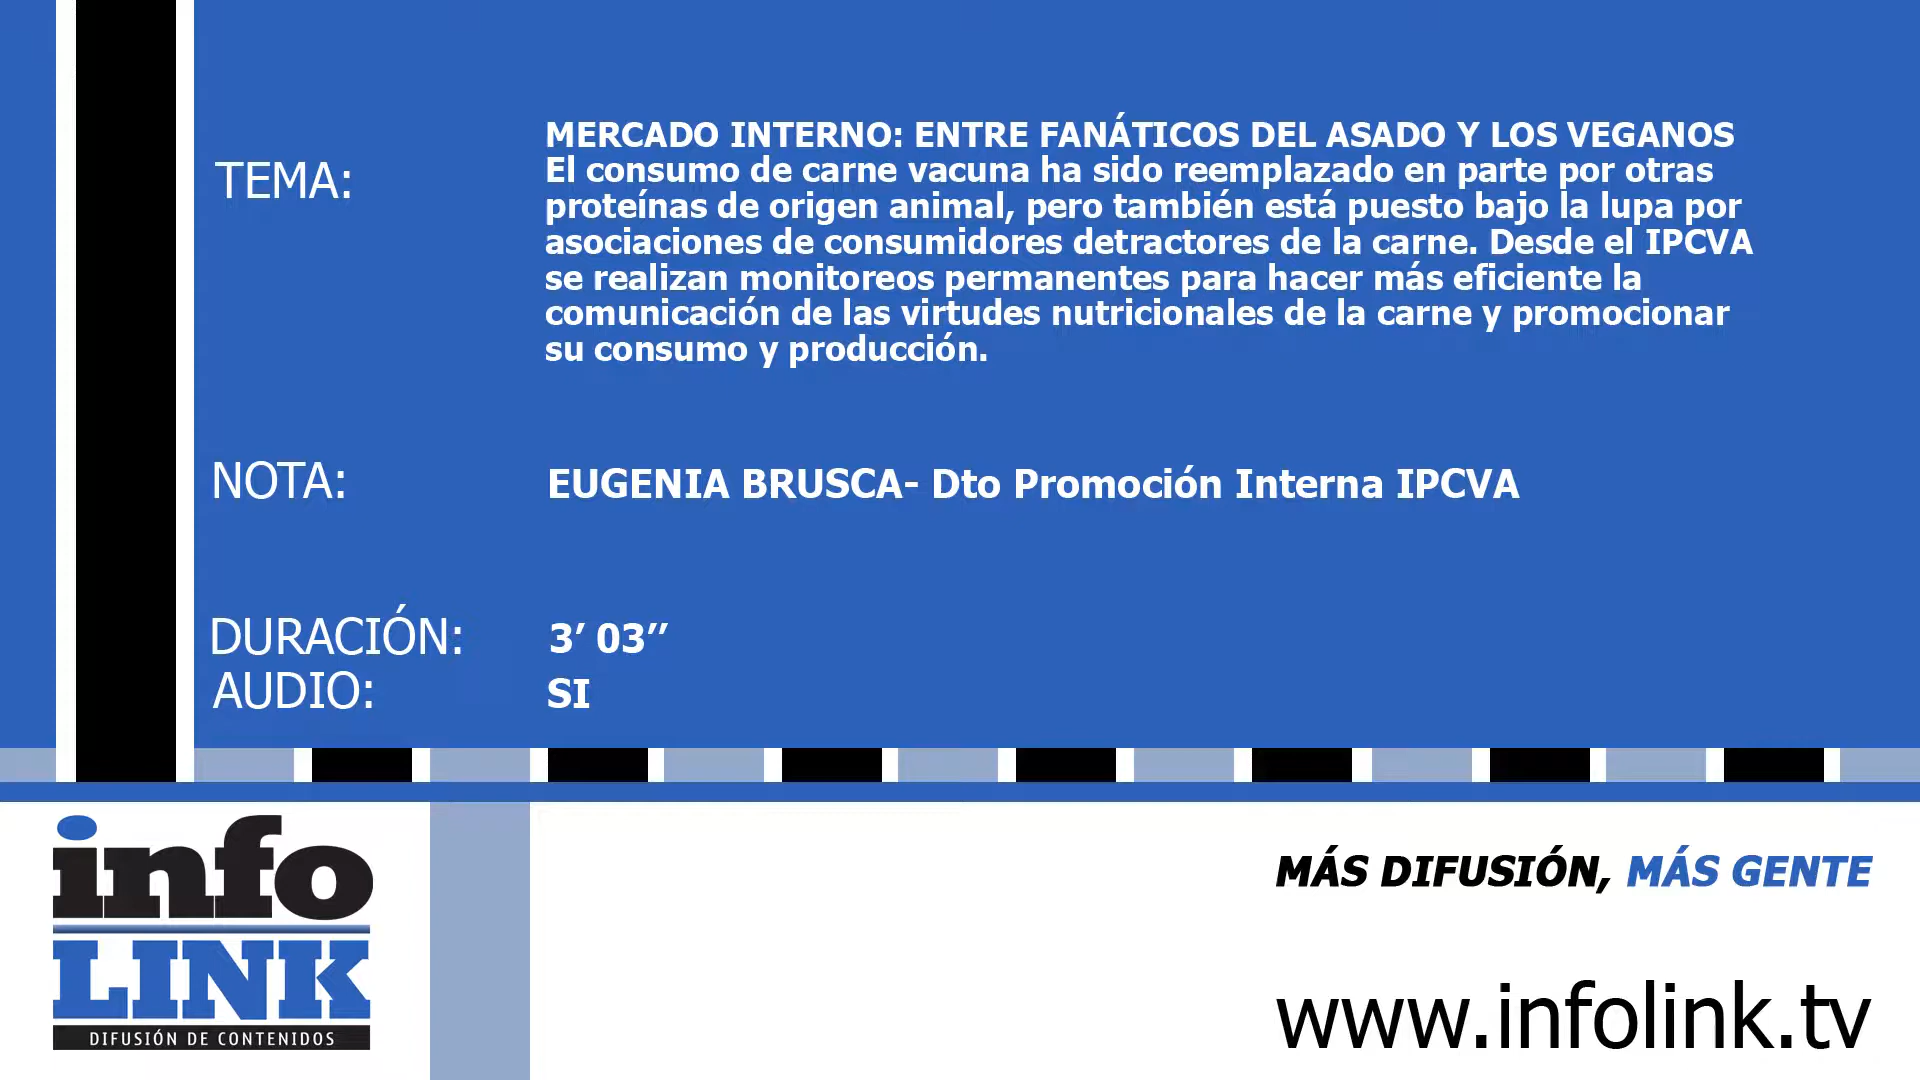 TEMA:
MERCADO INTERNO: ENTRE FANÁTICOS DEL ASADO Y LOS VEGANOS
El consumo de carne vacuna ha sido reemplazado en parte por otras
proteínas de origen animal, pero también está puesto bajo la lupa por
asociaciones de consumidores detractores de la carne. Desde el IPCVA
se realizan monitoreos permanentes para hacer más eficiente la
comunicación de las virtudes nutricionales de la carne y promocionar
su consumo y producción.
NOTA:
EUGENIA BRUSCA- Dto Promoción Interna IPCVA
DURACIÓN:
3’ 03’’
AUDIO:
SI
info
LINK
DIFUSIÓN DE CONTENIDOS
MÁS DIFUSIÓN, MÁS GENTE
www.infolink.tv